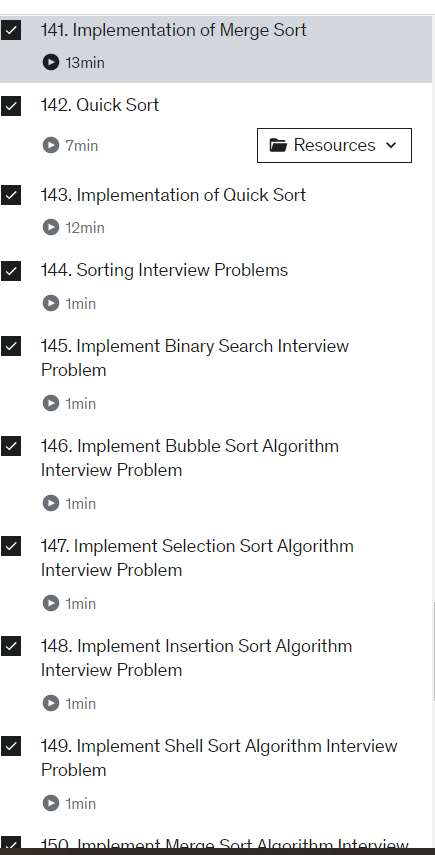 141. Implementation of Merge Sort
13min
142. Quick Sort
7min
Resources
143. Implementation of Quick Sort
12min
144. Sorting Interview Problems
1min
145. Implement Binary Search Interview
Problem
1min
146. Implement Bubble Sort Algorithm
Interview Problem
1min
147. Implement Selection Sort Algorithm
Interview Problem
1min
148. Implement Insertion Sort Algorithm
Interview Problem
1min
149. Implement Shell Sort Algorithm Interview
Problem
1min
150. Implement Merge Sort Algorithm Interview